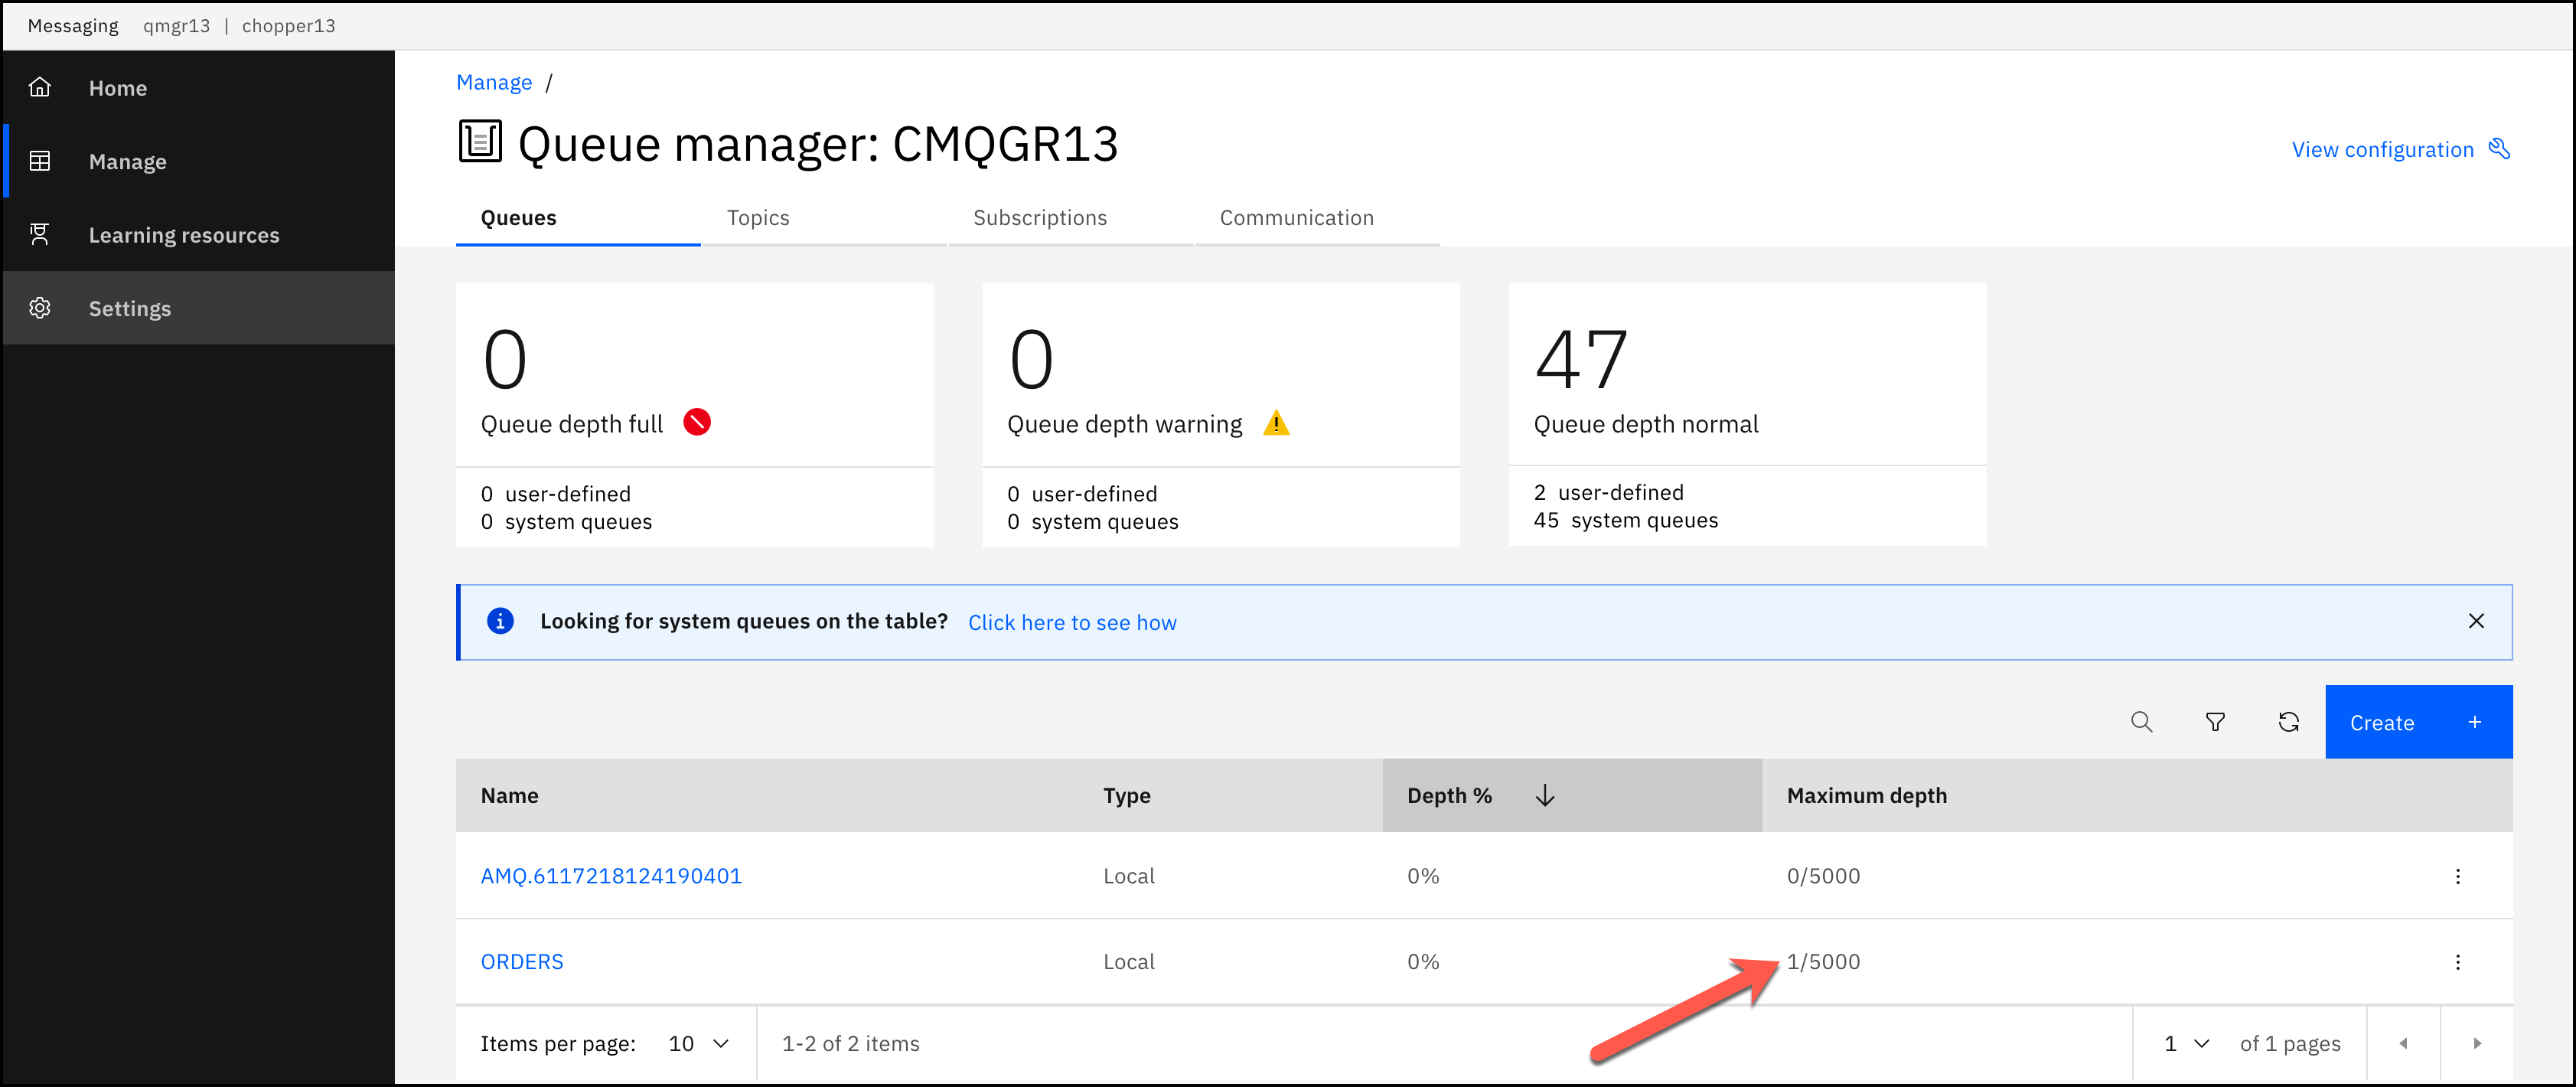 Messaging qmgr13 | chopper13
Home
Manage
Learning resources
Settings
Manage /
Queue manager: CMQGR13
View configuration
Queues Topics Subscriptions Communication
0
Queue depth full
0 user-defined
0 system queues
0
Queue depth warning
0 user-defined
0 system queues
47
Queue depth normal
2 user-defined
45 system queues
Looking for system queues on the table? Click here to see how
Create +
Name Type Depth % Maximum depth
AMQ.6117218124190401 Local 0% 0/5000
ORDERS Local 0% 1/5000
Items per page: 10 1-2 of 2 items 1 of 1 pages